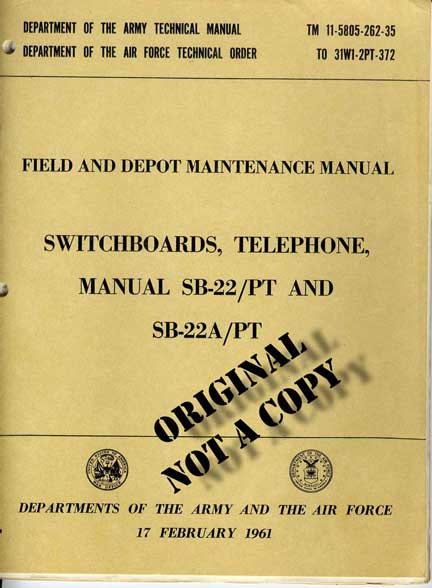 DEPARTMENT OF THE ARMY TECHNICAL MANUAL TM 11-5805-262-35
DEPARTMENT OF THE AIR FORCE TECHNICAL ORDER TO 31W1-2PT-372
FIELD AND DEPOT MAINTENANCE MANUAL
SWITCHBOARDS, TELEPHONE,
MANUAL SB-22/PT AND
SB-22A/PT
ORIGINAL
NOT A COPY
DEPARTMENTS OF THE ARMY AND THE AIR FORCE
17 FEBRUARY 1961